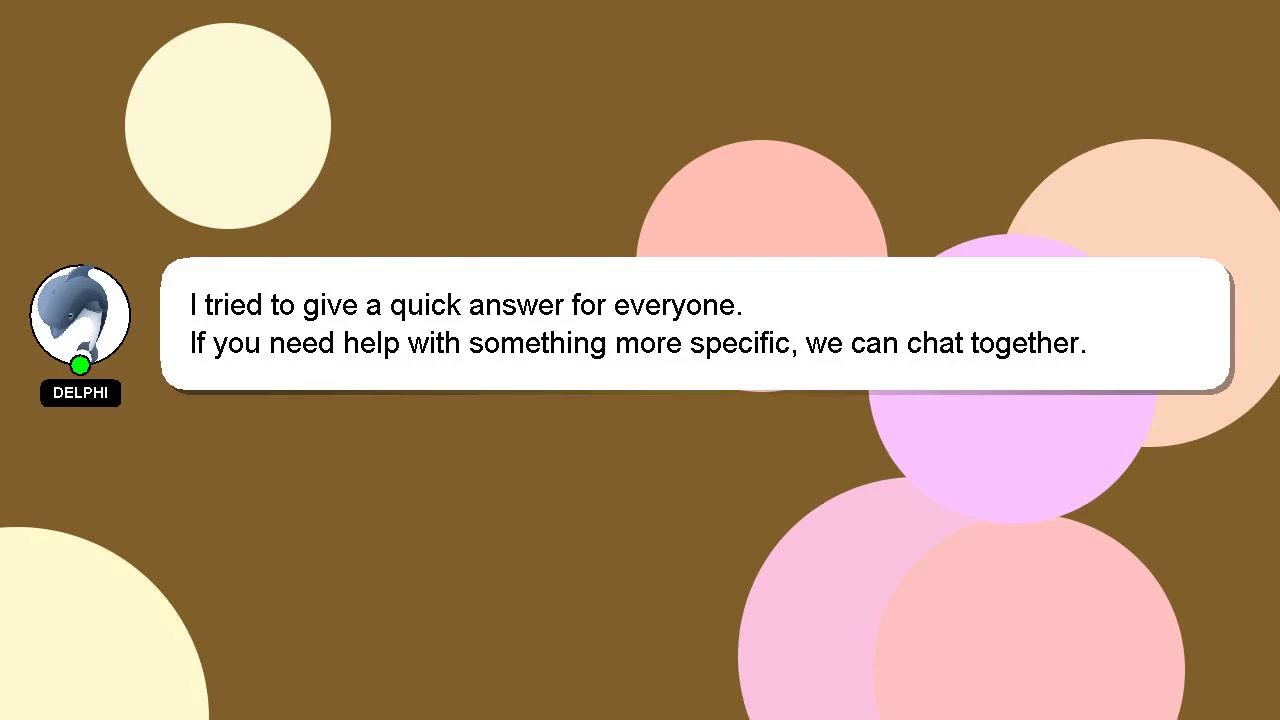 I tried to give a quick answer for everyone.
If you need help with something more specific, we can chat together.
DELPHI